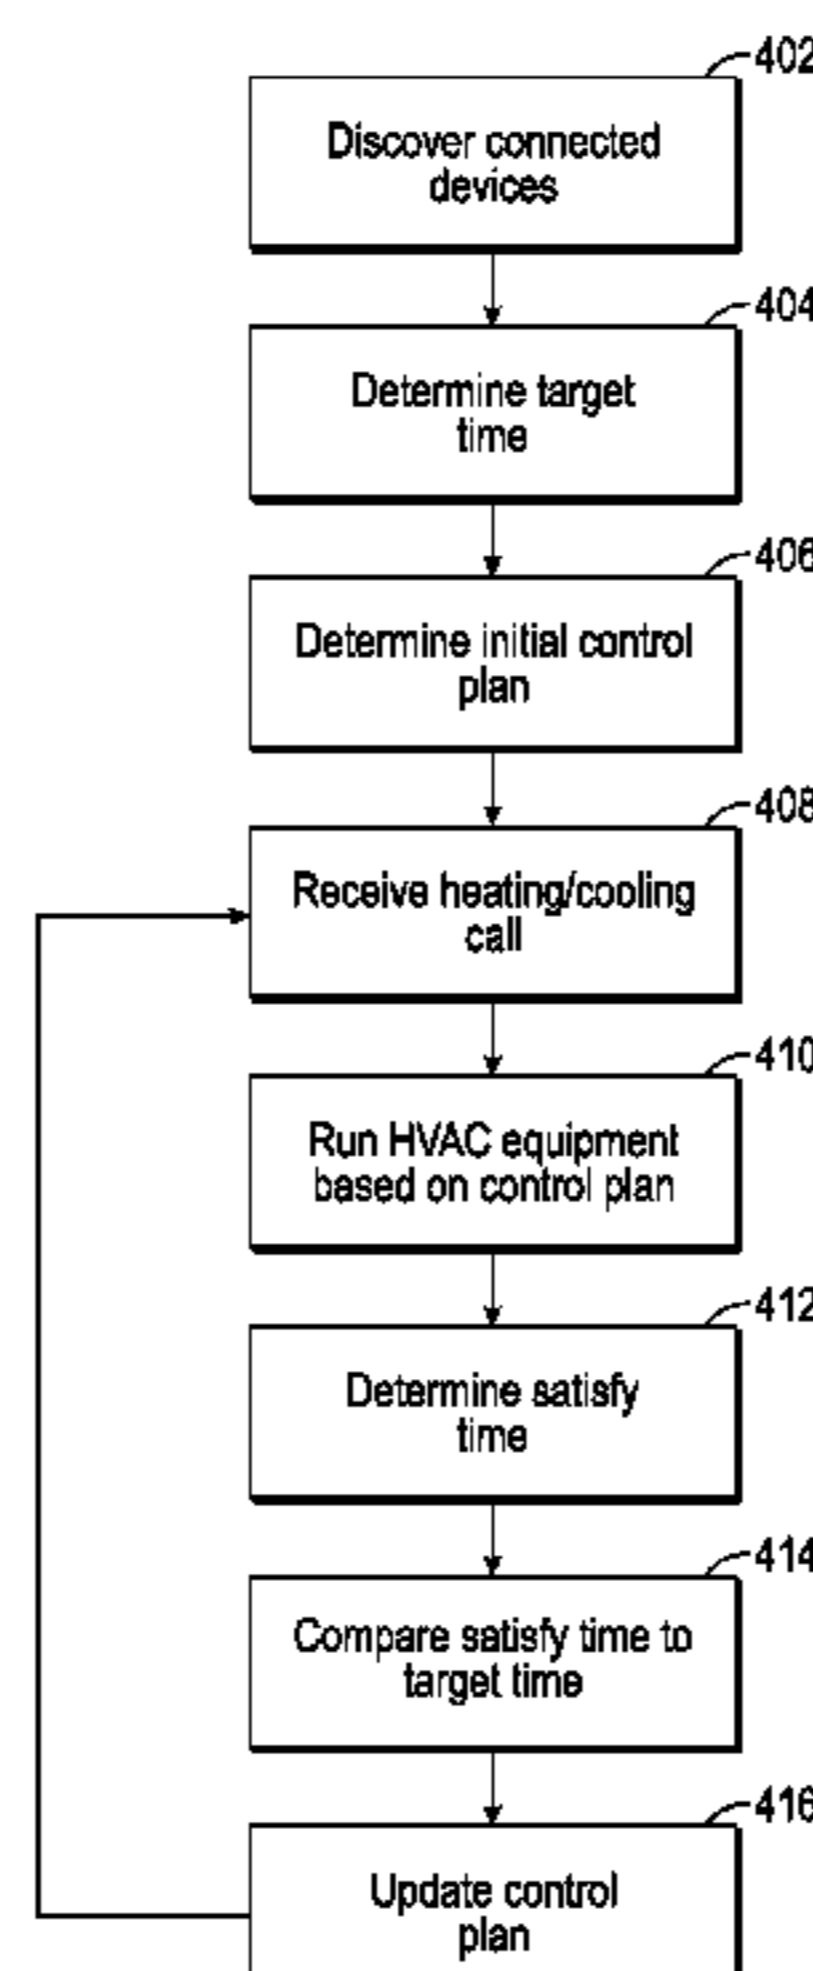 402
Discover connected
devices
404
Determine target
time
406
Determine initial control
plan
408
Receive heating/cooling
call
410
Run HVAC equipment
based on control plan
412
Determine satisfy
time
414
Compare satisfy time to
target time
416
Update control
plan